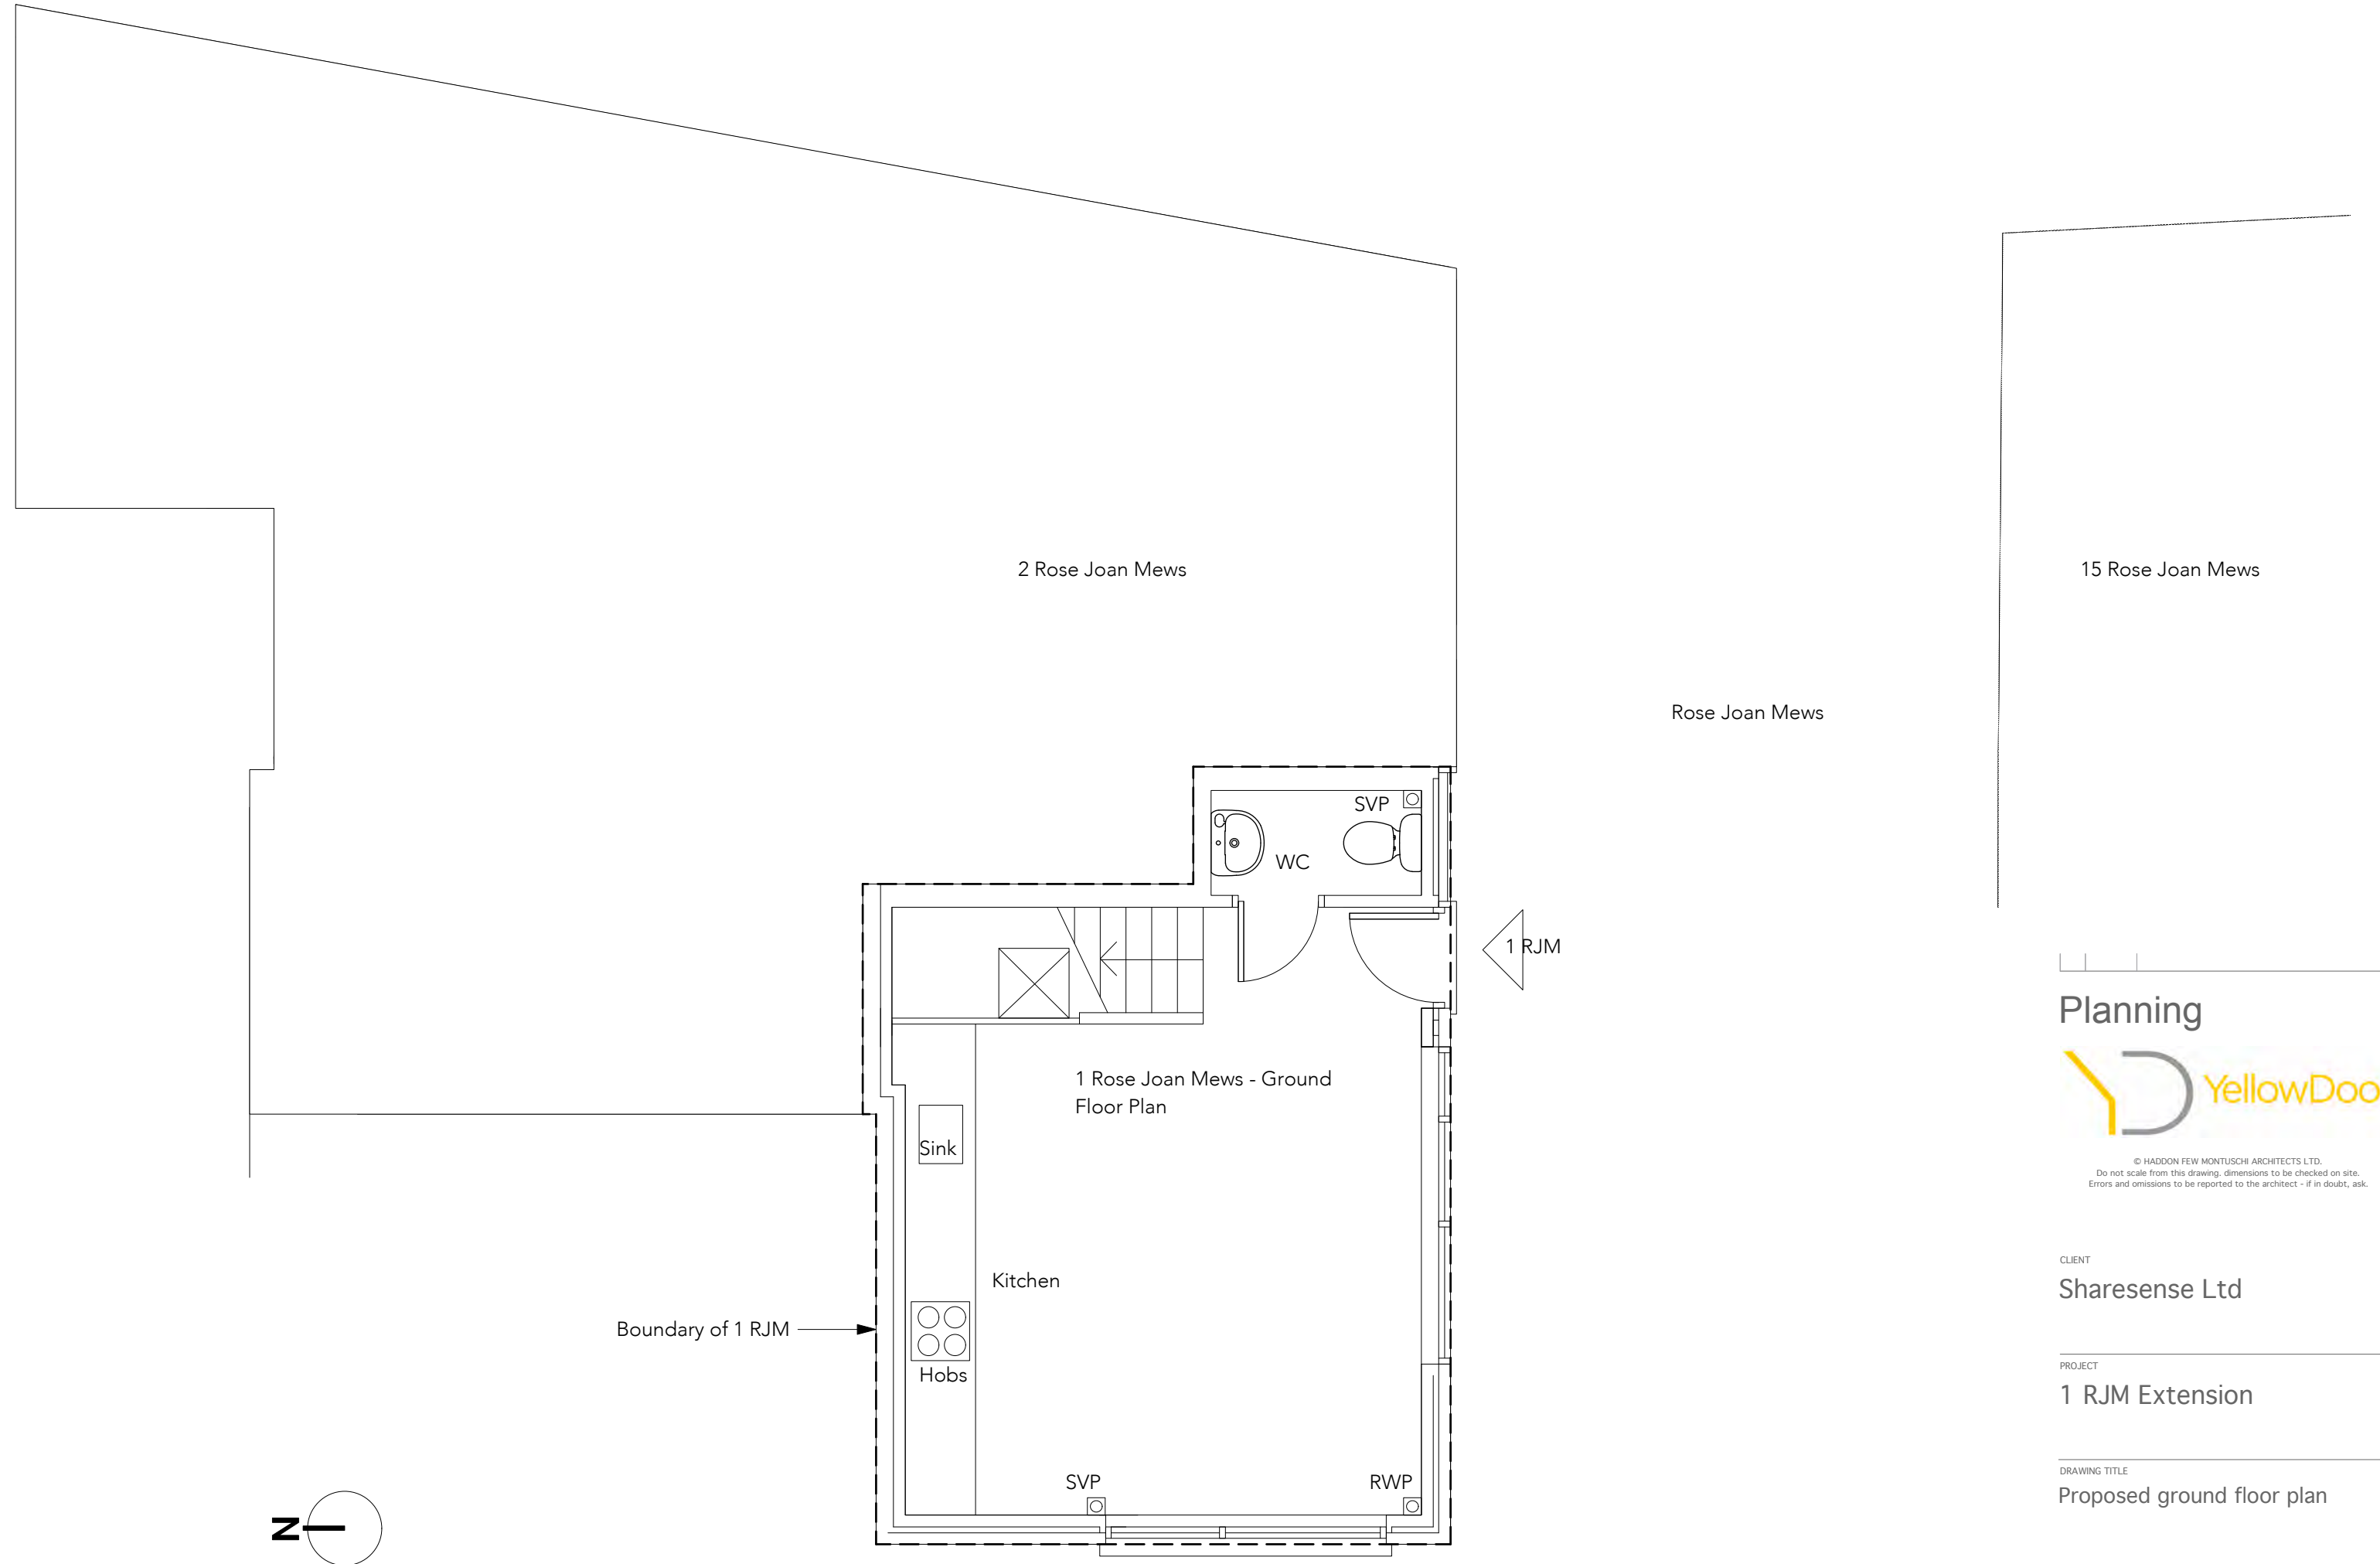 2 Rose Joan Mews
15 Rose Joan Mews
Rose Joan Mews
SVP
WC
1 RJM
1 Rose Joan Mews - Ground
Floor Plan
Sink
Kitchen
Boundary of 1 RJM
Hobs
SVP
RWP
N
Planning
YellowDoo
© HADDON FEW MONTUSCHI ARCHITECTS LTD.
Do not scale from this drawing. dimensions to be checked on site.
Errors and omissions to be reported to the architect - if in doubt, ask.
CLIENT
Sharesense Ltd
PROJECT
1 RJM Extension
DRAWING TITLE
Proposed ground floor plan